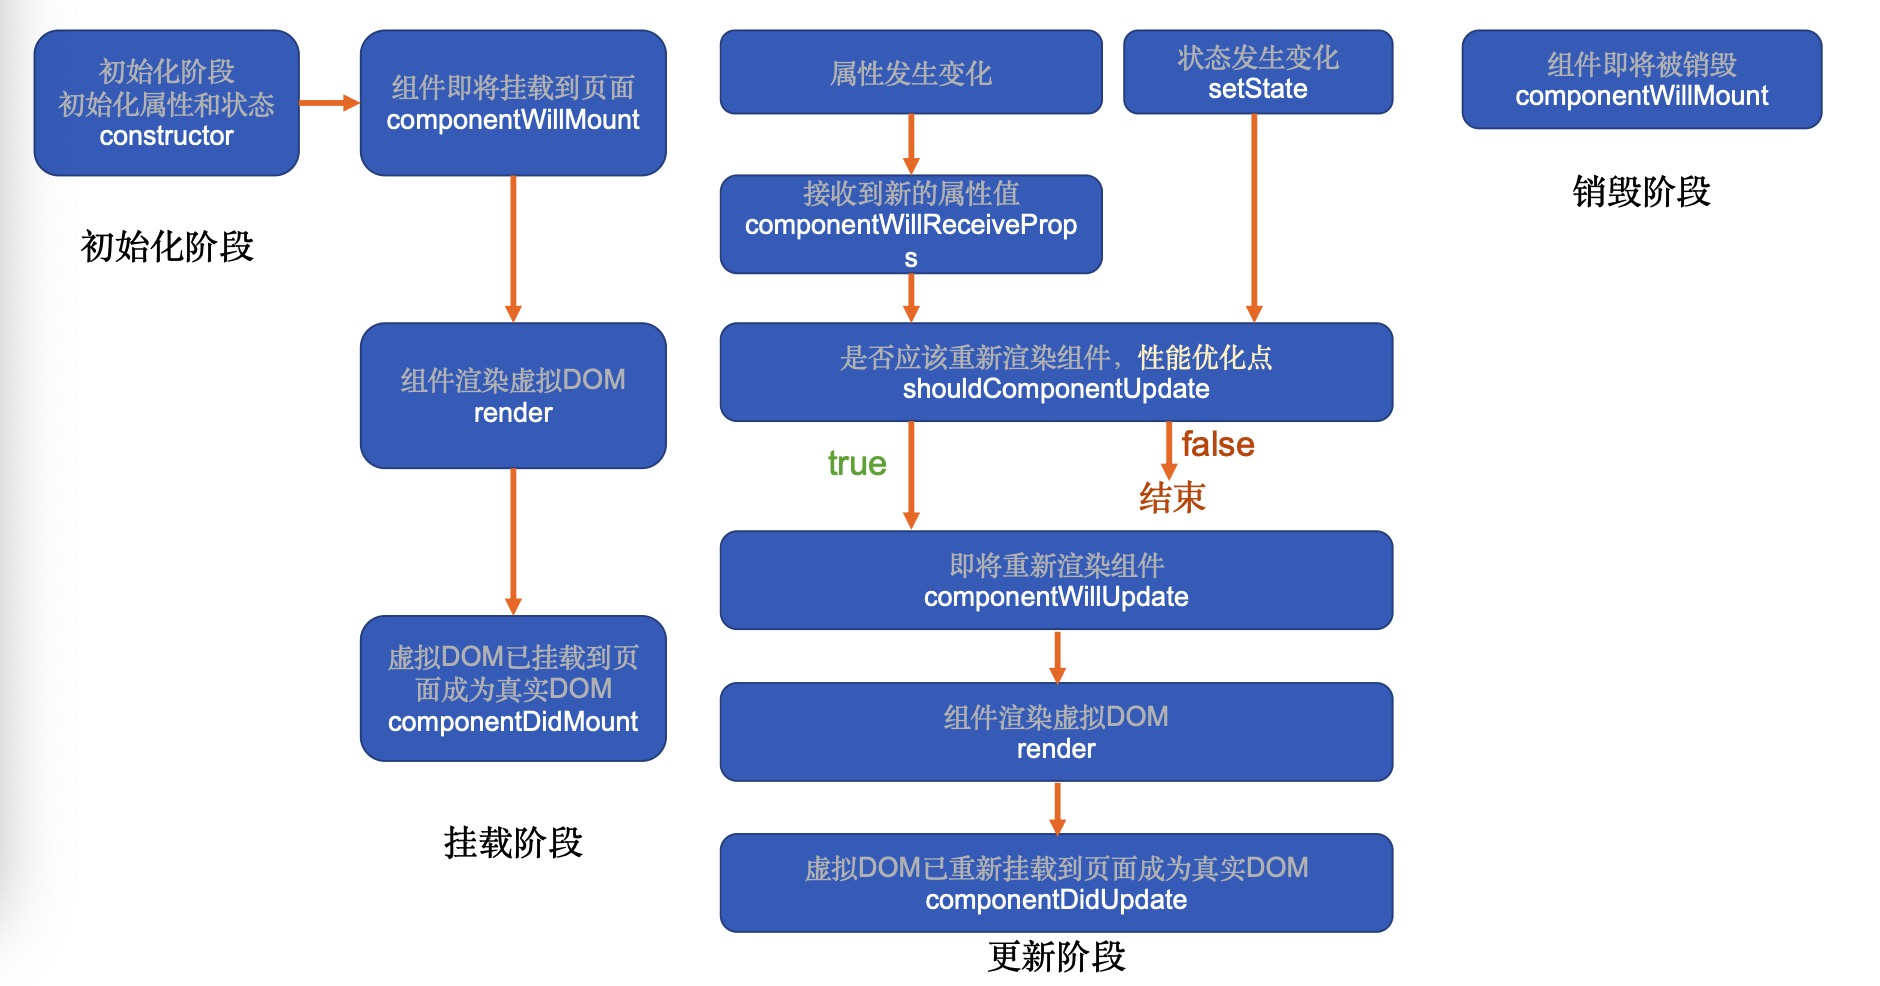 初始化阶段
初始化属性和状态
constructor
初始化阶段
组件即将挂载到页面
componentWillMount
组件渲染虚拟DOM
render
虚拟DOM已挂载到页
面成为真实DOM
componentDidMount
挂载阶段
属性发生变化
状态发生变化
setState
接收到新的属性值
componentWillReceiveProp
s
是否应该重新渲染组件，性能优化点
shouldComponentUpdate
true
false
结束
即将重新渲染组件
componentWillUpdate
组件渲染虚拟DOM
render
虚拟DOM已重新挂载到页面成为真实DOM
componentDidUpdate
更新阶段
组件即将被销毁
componentWillMount
销毁阶段